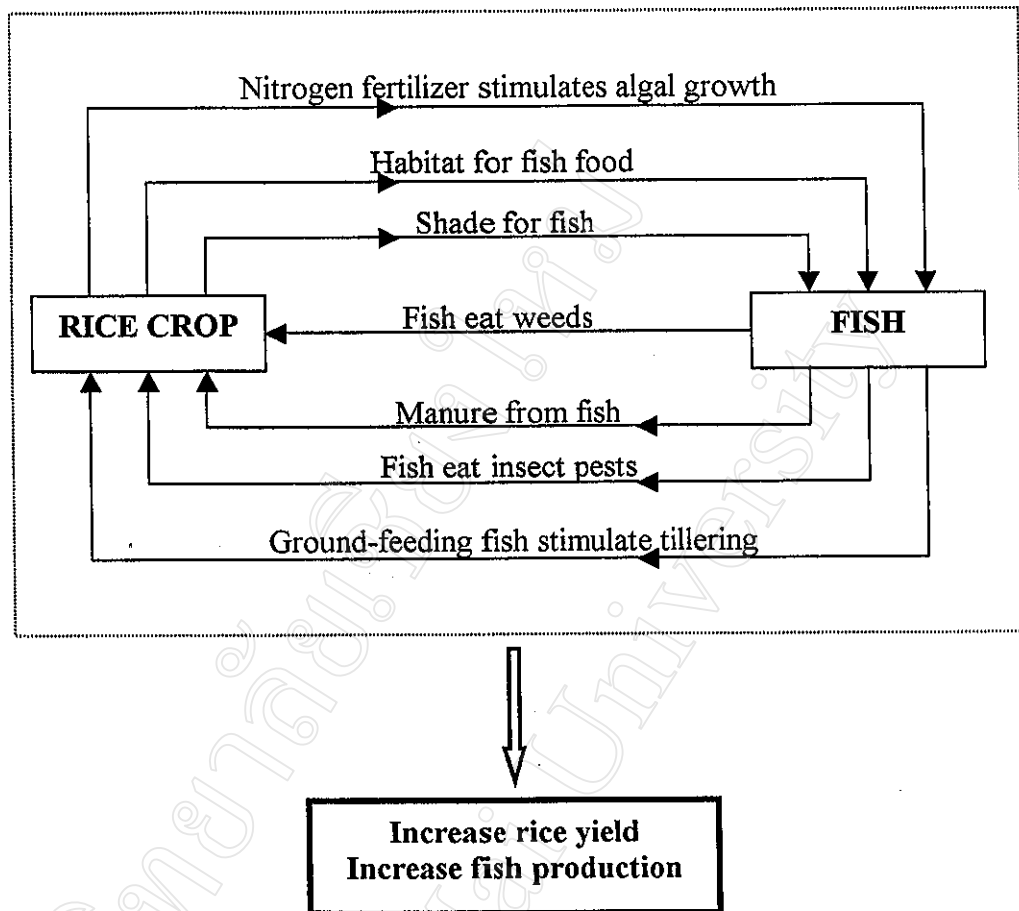 Nitrogen fertilizer stimulates algal growth
Habitat for fish food
Shade for fish
RICE CROP
Fish eat weeds
FISH
Manure from fish
Fish eat insect pests
Ground-feeding fish stimulate tillering
Increase rice yield
Increase fish production
University